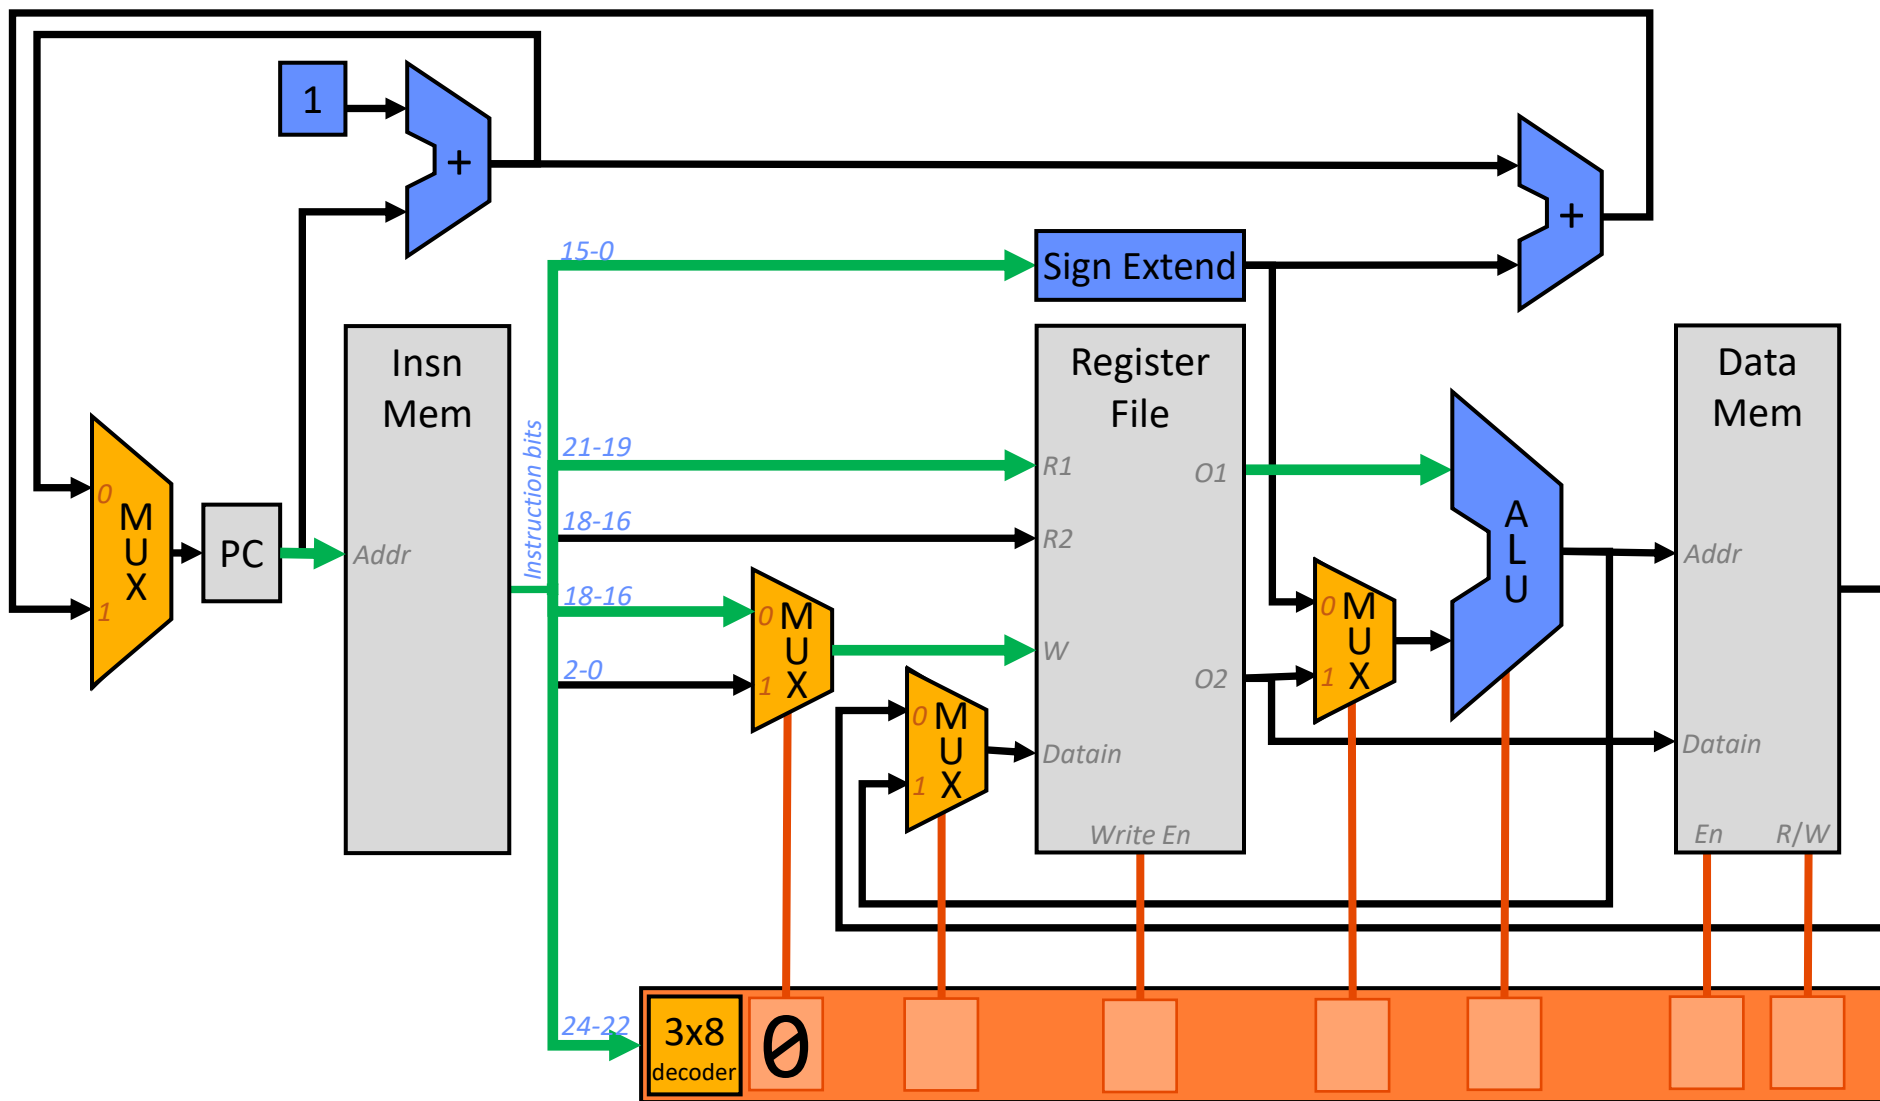 1
+
+
15-0
Sign Extend
Insn
Mem
Register
File
Data
Mem
Instruction bits
21-19
R1
O1
0
M
U
X
1
PC
Addr
18-16
R2
A
L
U
Addr
18-16
0
M
U
X
1
W
0
M
U
X
1
2-0
O2
0
M
U
X
1
Datain
Datain
Write En
En
R/W
24-22
3x8
decoder
0